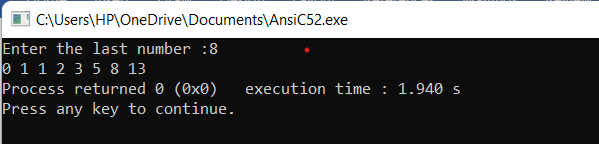 C:\Users\HP\OneDrive\Documents\AnsiC52.exe
Enter the last number :8
0 1 1 2 3 5 8 13
Process returned 0 (0x0)   execution time : 1.940 s
Press any key to continue.